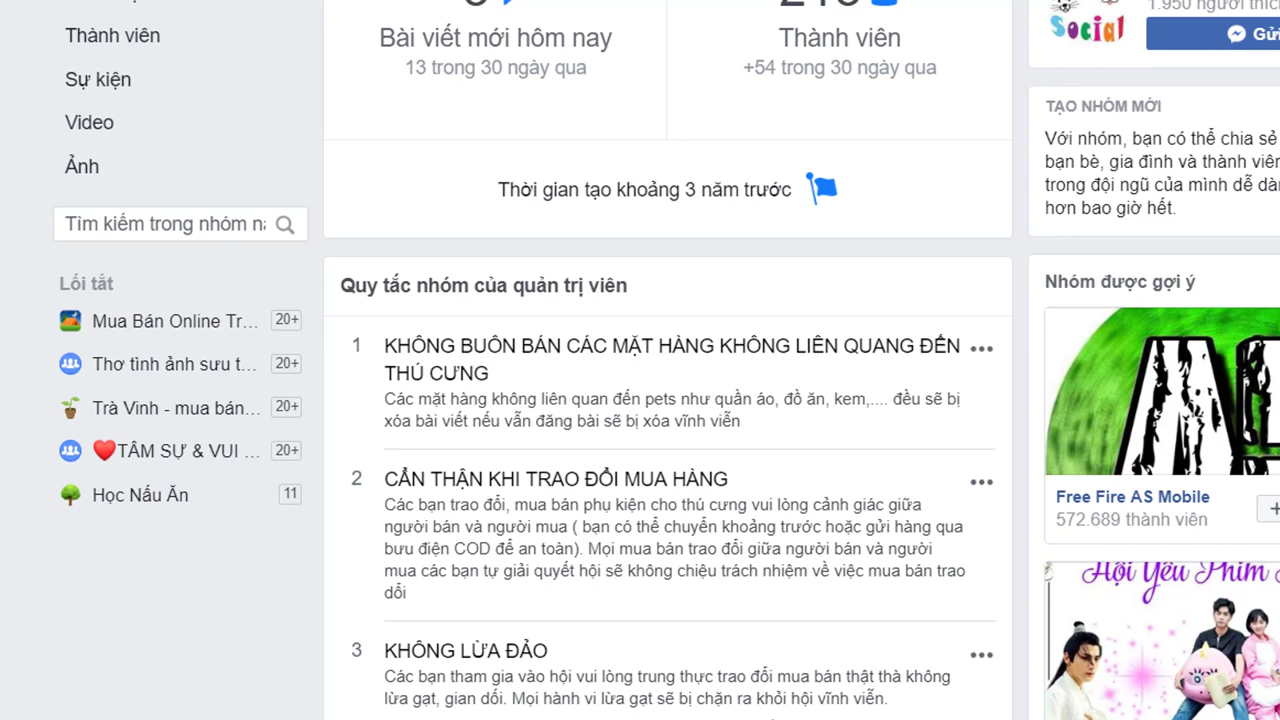 Thành viên
Sự kiện
Video
Ảnh
Tìm kiếm trong nhóm
Lối tắt
Mua Bán Online Tr... 20+
Thơ tình ảnh sưu t... 20+
Trà Vinh - mua bán... 20+
❤️TÂM SỰ & VUI ... 20+
Học Nấu Ăn 11
Bài viết mới hôm nay
13 trong 30 ngày qua
Thành viên
+54 trong 30 ngày qua
Thời gian tạo khoảng 3 năm trước
Quy tắc nhóm của quản trị viên
1 KHÔNG BUÔN BÁN CÁC MẶT HÀNG KHÔNG LIÊN QUANG ĐẾN
THÚ CƯNG
Các mặt hàng không liên quan đến pets như quần áo, đồ ăn, kem,.... đều sẽ bị
xóa bài viết nếu vẫn đăng bài sẽ bị xóa vĩnh viễn
2 CẨN THẬN KHI TRAO ĐỔI MUA HÀNG
Các bạn trao đổi, mua bán phụ kiện cho thú cưng vui lòng cảnh giác giữa
người bán và người mua ( bạn có thể chuyển khoảng trước hoặc gửi hàng qua
bưu điện COD để an toàn). Mọi mua bán trao đổi giữa người bán và người
mua các bạn tự giải quyết hội sẽ không chiệu trách nhiệm về việc mua bán trao
dổi
3 KHÔNG LỪA ĐẢO
Các bạn tham gia vào hội vui lòng trung thực trao đổi mua bán thật thà không
lừa gạt, gian dối. Mọi hành vi lừa gạt sẽ bị chặn ra khỏi hội vĩnh viễn.
Social
1.950 người thích
Gửi
TẠO NHÓM MỚI
Với nhóm, bạn có thể chia sẻ
bạn bè, gia đình và thành viên
trong đội ngũ của mình dễ dàng
hơn bao giờ hết.
Nhóm được gợi ý
Free Fire AS Mobile
572.689 thành viên
Hội Yêu Phim